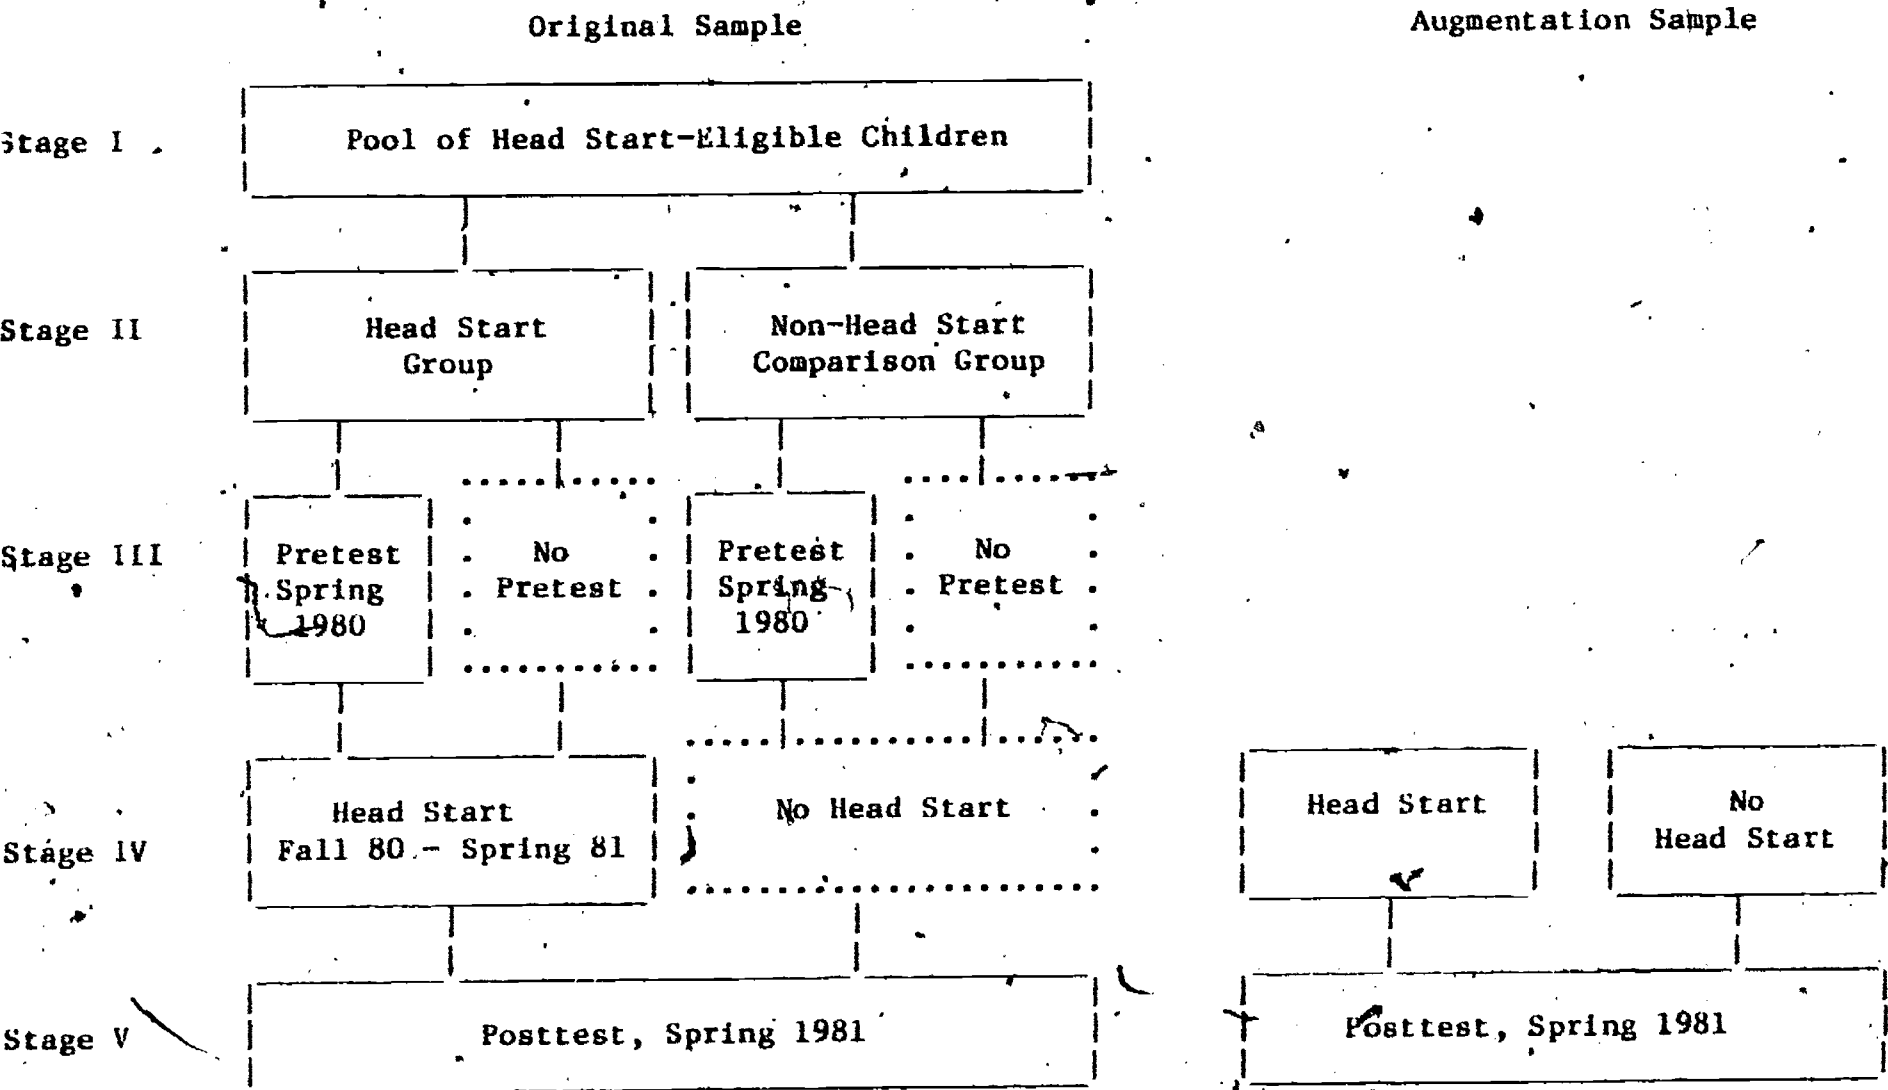 Original Sample
Augmentation Sample
Stage I
Pool of Head Start-Eligible Children
Stage II
Head Start
Group
Non-Head Start
Comparison Group
Stage III
Pretest
Spring
1980
No
Pretest
Pretest
Spring
1980
No
Pretest
Stage IV
Head Start
Fall 80 - Spring 81
No Head Start
Head Start
No
Head Start
Stage V
Posttest, Spring 1981
Posttest, Spring 1981